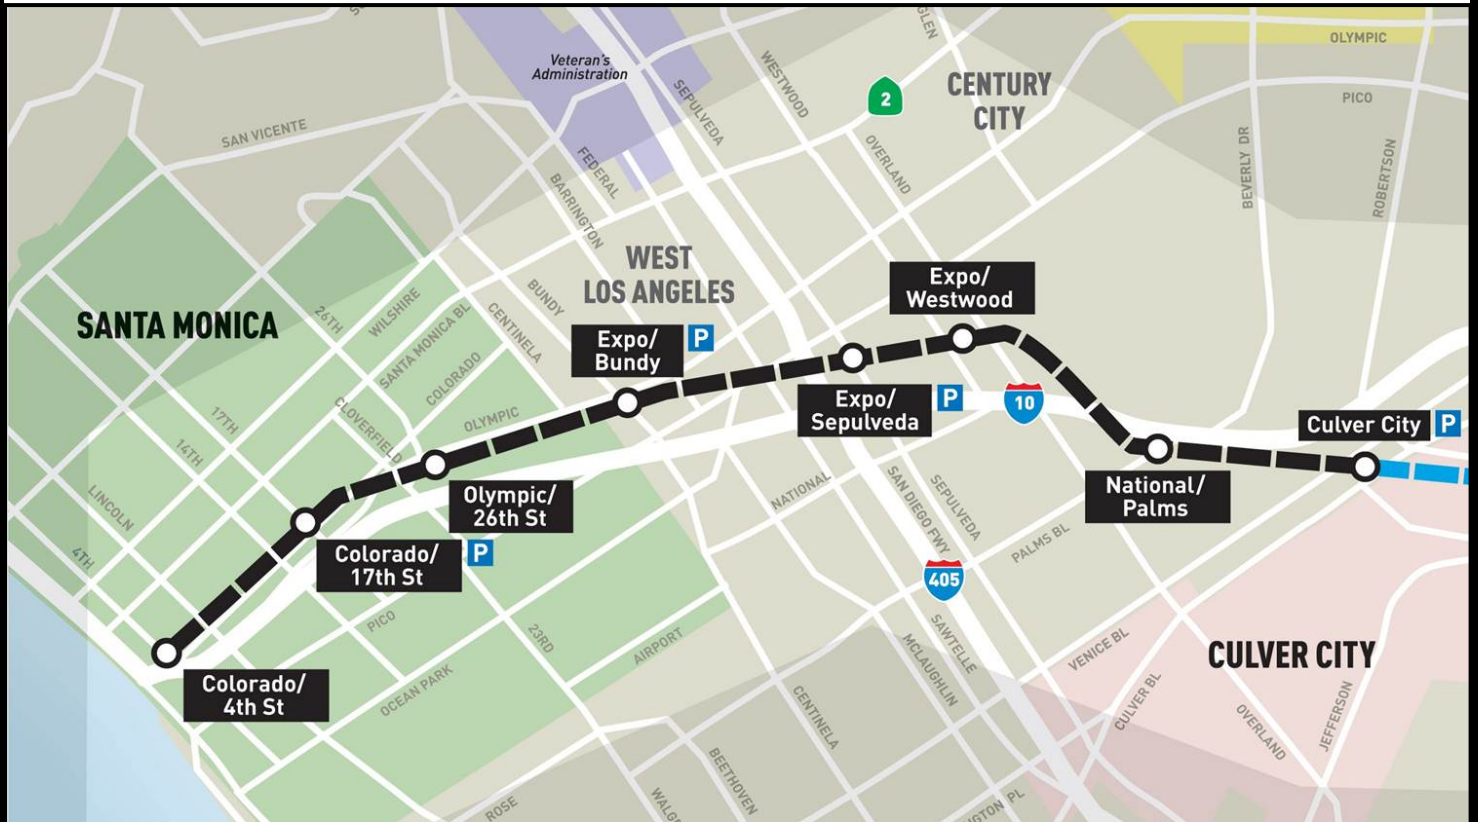 Veteran's
Administration
SEPULVEDA
WESTWOOD
GLEN
2
CENTURY
CITY
OLYMPIC
PICO
SAN VICENTE
FEDERAL
BARRINGTON
OVERLAND
BEVERLY DR
ROBERTSON
WEST
LOS ANGELES
BUNDY
CENTINELA
Expo/
Westwood
SANTA MONICA
26TH
WILSHIRE
SANTA MONICA BL
COLORADO
Expo/
Bundy
P
Expo/
Sepulveda
P
10
Culver City
P
17TH
14TH
CLOVERFIELD
OLYMPIC
LINCOLN
4TH
Olympic/
26th St
NATIONAL
SAN DIEGO FWY
SEPULVEDA
National/
Palms
Colorado/
17th St
P
PALMS BL
405
PICO
23RD
AIRPORT
OCEAN PARK
Colorado/
4th St
SAWTELLE
MCLAUGHLIN
VENICE BL
CULVER CITY
CULVER BL
OVERLAND
JEFFERSON
CENTINELA
BEETHOVEN
ROSE